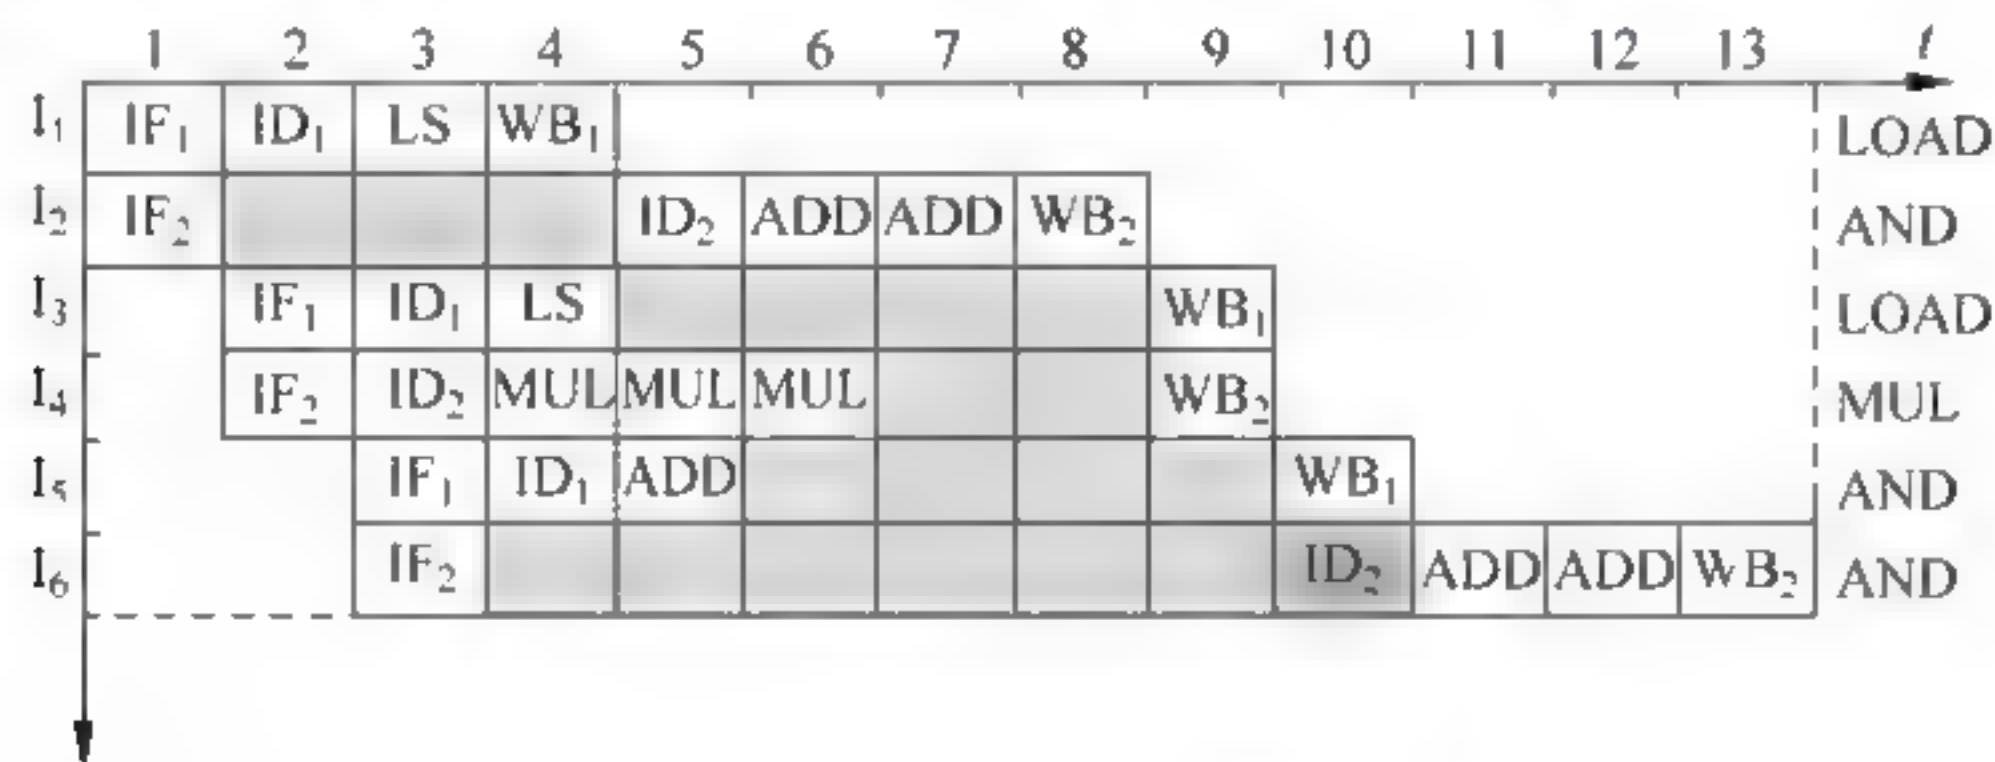 1 2 3 4 5 6 7 8 9 10 11 12 13 t
I₁ IF₁ ID₁ LS WB₁ LOAD
I₂ IF₂ ID₂ ADD ADD WB₂ AND
I₃ IF₁ ID₁ LS WB₁ LOAD
I₄ IF₂ ID₂ MUL MUL MUL WB₂ MUL
I₅ IF₁ ID₁ ADD WB₁ AND
I₆ IF₂ ID₂ ADD ADD WB₂ AND